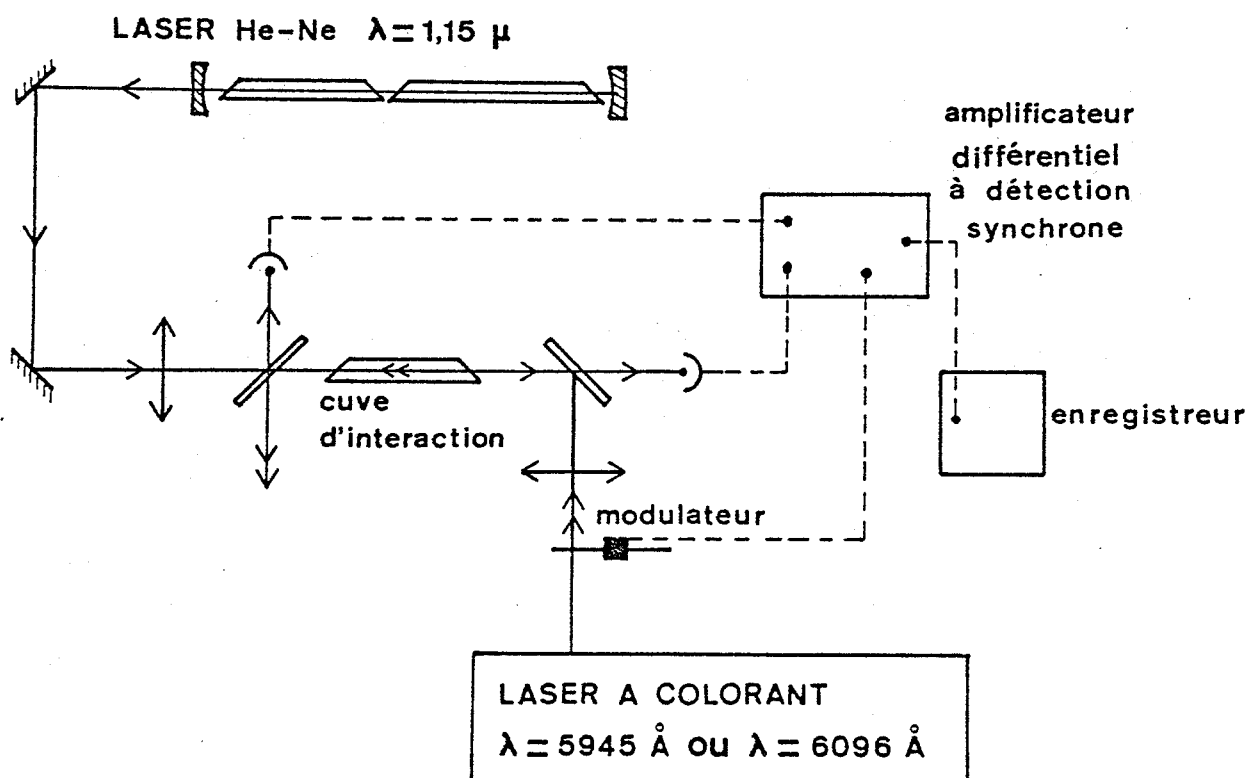 LASER He-Ne λ = 1,15 μ
amplificateur
différentiel
à détection
synchrone
cuve
d'interaction
enregistreur
modulateur
LASER A COLORANT
λ = 5945 Å ou λ = 6096 Å